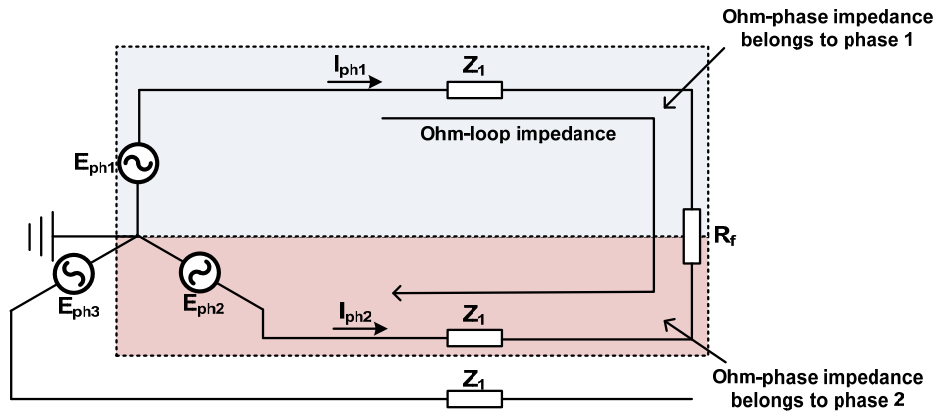 Ohm-phase impedance
belongs to phase 1
Iph1
Z1
Ohm-loop impedance
Eph1
Rf
Eph3
Eph2
Iph2
Z1
Z1
Ohm-phase impedance
belongs to phase 2